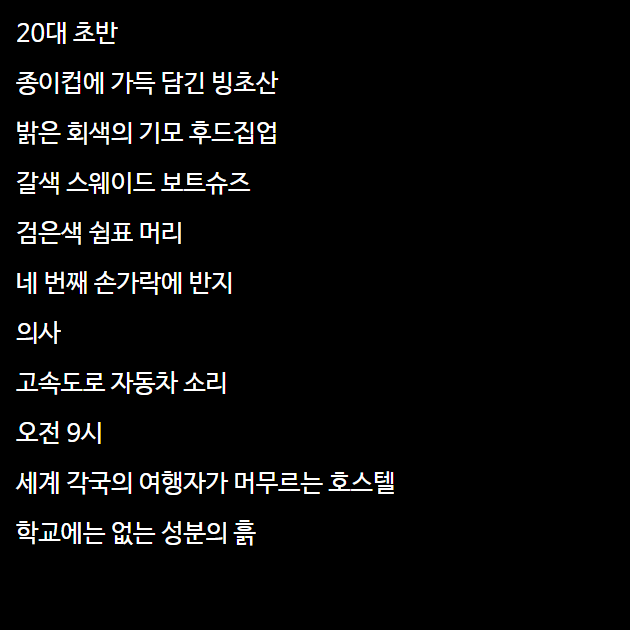 20대 초반
종이컵에 가득 담긴 빙초산
밝은 회색의 기모 후드집업
갈색 스웨이드 보트슈즈
검은색 쉼표 머리
네 번째 손가락에 반지
의사
고속도로 자동차 소리
오전 9시
세계 각국의 여행자가 머무르는 호스텔
학교에는 없는 성분의 흙